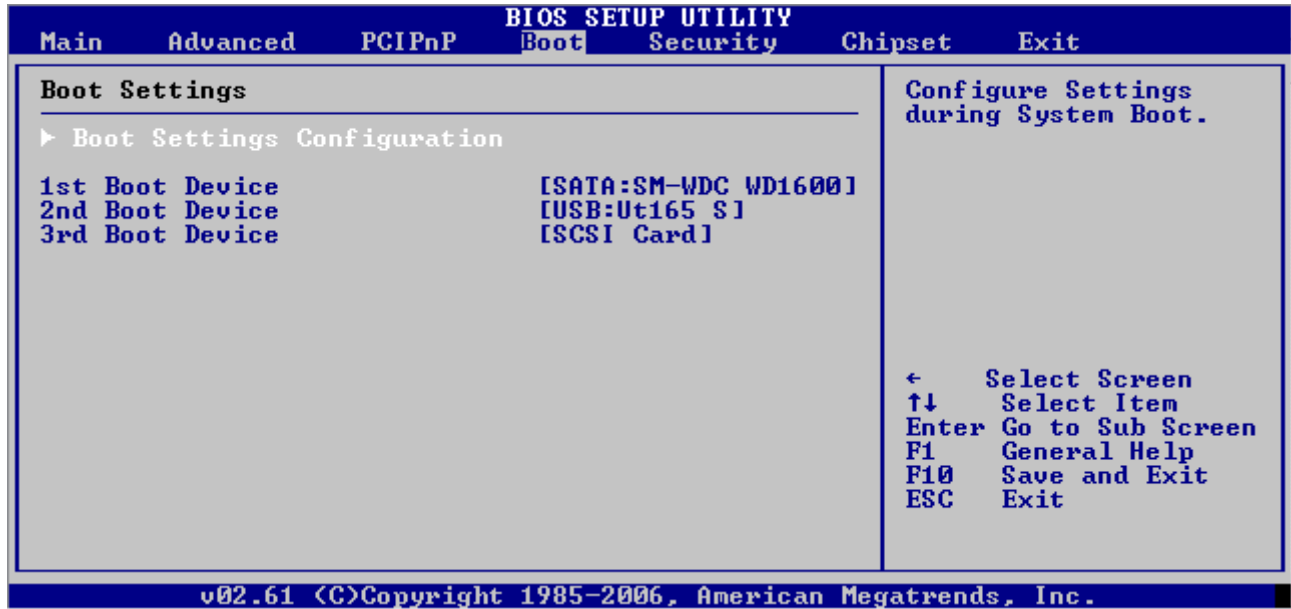 BIOS SETUP UTILITY
Main Advanced PCIPnP Boot Security Chipset Exit
Boot Settings
► Boot Settings Configuration
1st Boot Device [SATA:SM-WDC WD1600]
2nd Boot Device [USB:Ut165 S]
3rd Boot Device [SCSI Card]
Configure Settings
during System Boot.
← Select Screen
↑↓ Select Item
Enter Go to Sub Screen
F1 General Help
F10 Save and Exit
ESC Exit
v02.61 (C)Copyright 1985-2006, American Megatrends, Inc.